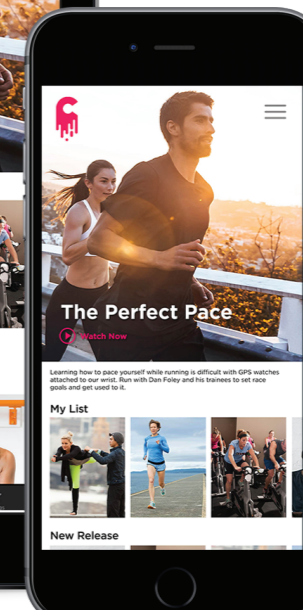 The Perfect Pace
Watch Now
Learning how to pace yourself while running is difficult with GPS watches
attached to our wrist. Run with Dan Foley and his trainees to set race
goals and get used to it.
My List
New Release